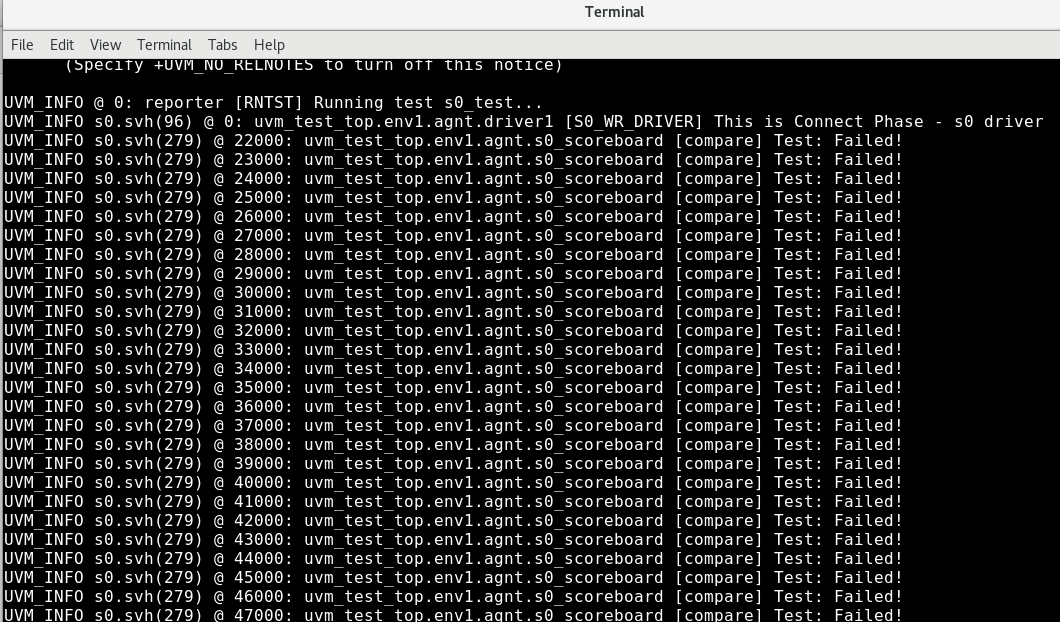 Terminal
File Edit View Terminal Tabs Help
(Specify +UVM_NO_RELNOTES to turn off this notice)
UVM_INFO @ 0: reporter [RNTST] Running test s0_test...
UVM_INFO s0.svh(96) @ 0: uvm_test_top.env1.agnt.driver1 [S0_WR_DRIVER] This is Connect Phase - s0 driver
UVM_INFO s0.svh(279) @ 22000: uvm_test_top.env1.agnt.s0_scoreboard [compare] Test: Failed!
UVM_INFO s0.svh(279) @ 23000: uvm_test_top.env1.agnt.s0_scoreboard [compare] Test: Failed!
UVM_INFO s0.svh(279) @ 24000: uvm_test_top.env1.agnt.s0_scoreboard [compare] Test: Failed!
UVM_INFO s0.svh(279) @ 25000: uvm_test_top.env1.agnt.s0_scoreboard [compare] Test: Failed!
UVM_INFO s0.svh(279) @ 26000: uvm_test_top.env1.agnt.s0_scoreboard [compare] Test: Failed!
UVM_INFO s0.svh(279) @ 27000: uvm_test_top.env1.agnt.s0_scoreboard [compare] Test: Failed!
UVM_INFO s0.svh(279) @ 28000: uvm_test_top.env1.agnt.s0_scoreboard [compare] Test: Failed!
UVM_INFO s0.svh(279) @ 29000: uvm_test_top.env1.agnt.s0_scoreboard [compare] Test: Failed!
UVM_INFO s0.svh(279) @ 30000: uvm_test_top.env1.agnt.s0_scoreboard [compare] Test: Failed!
UVM_INFO s0.svh(279) @ 31000: uvm_test_top.env1.agnt.s0_scoreboard [compare] Test: Failed!
UVM_INFO s0.svh(279) @ 32000: uvm_test_top.env1.agnt.s0_scoreboard [compare] Test: Failed!
UVM_INFO s0.svh(279) @ 33000: uvm_test_top.env1.agnt.s0_scoreboard [compare] Test: Failed!
UVM_INFO s0.svh(279) @ 34000: uvm_test_top.env1.agnt.s0_scoreboard [compare] Test: Failed!
UVM_INFO s0.svh(279) @ 35000: uvm_test_top.env1.agnt.s0_scoreboard [compare] Test: Failed!
UVM_INFO s0.svh(279) @ 36000: uvm_test_top.env1.agnt.s0_scoreboard [compare] Test: Failed!
UVM_INFO s0.svh(279) @ 37000: uvm_test_top.env1.agnt.s0_scoreboard [compare] Test: Failed!
UVM_INFO s0.svh(279) @ 38000: uvm_test_top.env1.agnt.s0_scoreboard [compare] Test: Failed!
UVM_INFO s0.svh(279) @ 39000: uvm_test_top.env1.agnt.s0_scoreboard [compare] Test: Failed!
UVM_INFO s0.svh(279) @ 40000: uvm_test_top.env1.agnt.s0_scoreboard [compare] Test: Failed!
UVM_INFO s0.svh(279) @ 41000: uvm_test_top.env1.agnt.s0_scoreboard [compare] Test: Failed!
UVM_INFO s0.svh(279) @ 42000: uvm_test_top.env1.agnt.s0_scoreboard [compare] Test: Failed!
UVM_INFO s0.svh(279) @ 43000: uvm_test_top.env1.agnt.s0_scoreboard [compare] Test: Failed!
UVM_INFO s0.svh(279) @ 44000: uvm_test_top.env1.agnt.s0_scoreboard [compare] Test: Failed!
UVM_INFO s0.svh(279) @ 45000: uvm_test_top.env1.agnt.s0_scoreboard [compare] Test: Failed!
UVM_INFO s0.svh(279) @ 46000: uvm_test_top.env1.agnt.s0_scoreboard [compare] Test: Failed!
UVM_INFO s0.svh(279) @ 47000: uvm_test_top.env1.agnt.s0_scoreboard [compare] Test: Failed!